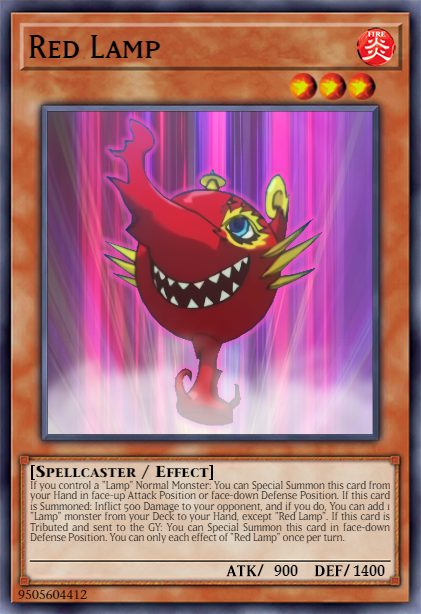 RED LAMP
FIRE
炎
[SPELLCASTER / EFFECT]
If you control a "Lamp" Normal Monster: You can Special Summon this card from
your Hand in face-up Attack Position or face-down Defense Position. If this card
is Summoned: Inflict 500 Damage to your opponent, and if you do, You can add 1
"Lamp" monster from your Deck to your Hand, except "Red Lamp". If this card is
Tributed and sent to the GY: You can Special Summon this card in face-down
Defense Position. You can only each effect of "Red Lamp" once per turn.
ATK/ 900 DEF/1400
9505604412